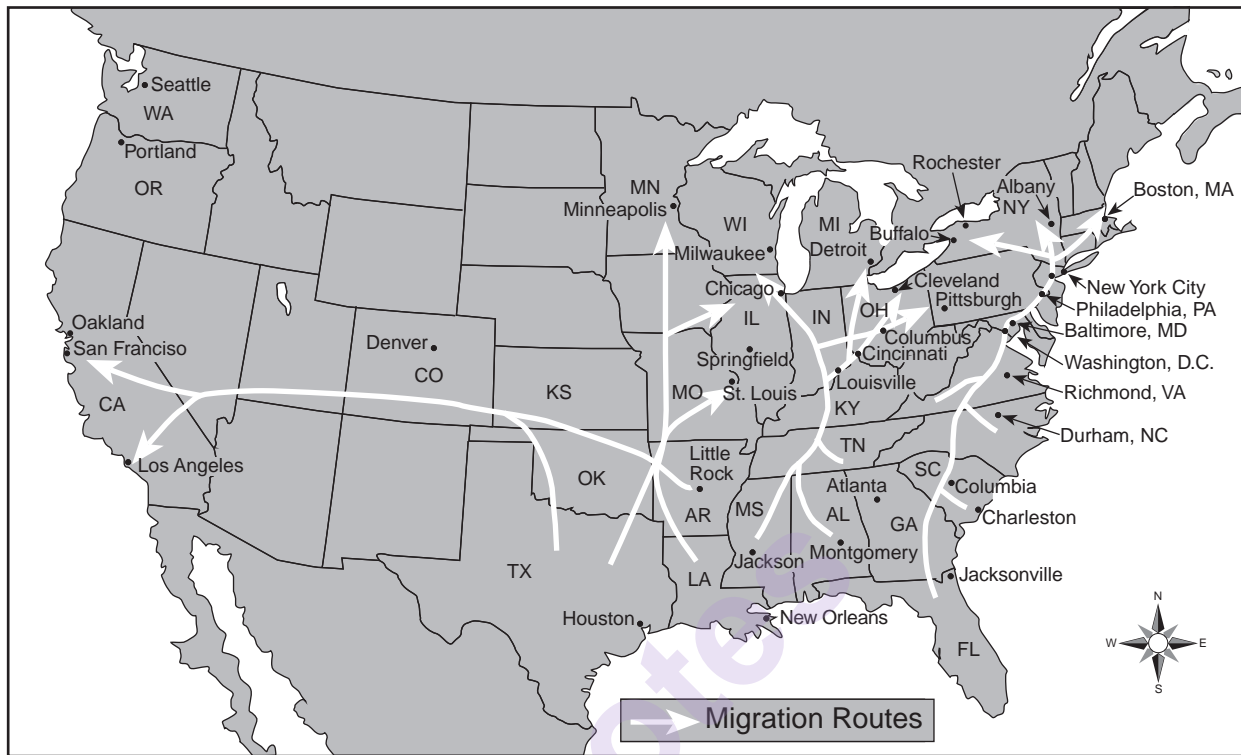 Seattle
WA
Portland
OR
MN
Minneapolis
WI
Milwaukee
MI
Detroit
Rochester
Albany
NY
Buffalo
Boston, MA
Cleveland
Pittsburgh
New York City
Philadelphia, PA
Baltimore, MD
Washington, D.C.
Richmond, VA
Durham, NC
Chicago
IL
IN
OH
Columbus
Cincinnati
Springfield
Louisville
Oakland
San Franciso
CA
Los Angeles
Denver
CO
KS
MO
St. Louis
KY
TN
OK
Little
Rock
AR
MS
Jackson
AL
Montgomery
Atlanta
GA
SC
Columbia
Charleston
TX
LA
Houston
New Orleans
Jacksonville
FL
N
W
E
S
Migration Routes
otes